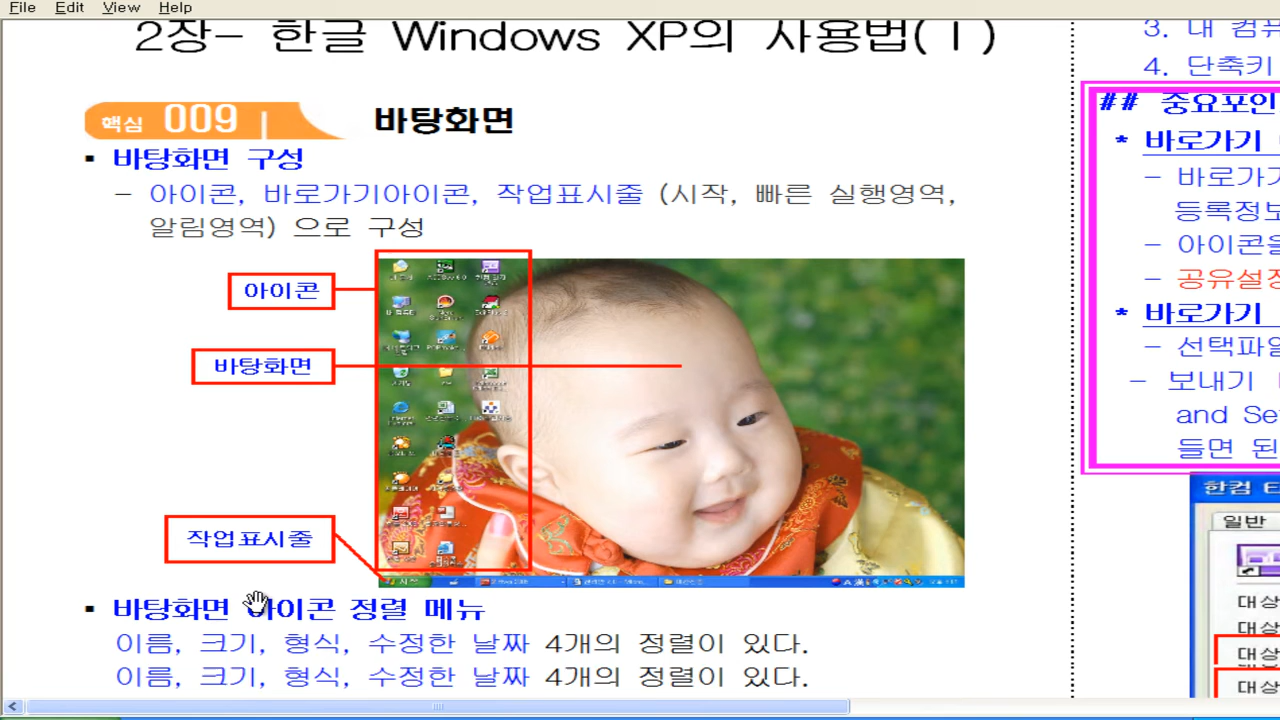 File Edit View Help
2장- 한글 Windows XP의 사용법(Ⅰ)
핵심 009 바탕화면
▪ 바탕화면 구성
- 아이콘, 바로가기아이콘, 작업표시줄 (시작, 빠른 실행영역,
알림영역) 으로 구성
아이콘
바탕화면
작업표시줄
▪ 바탕화면 아이콘 정렬 메뉴
이름, 크기, 형식, 수정한 날짜 4개의 정렬이 있다.
이름, 크기, 형식, 수정한 날짜 4개의 정렬이 있다.
3. 내
4. 단축키
## 중요포인
* 바로가기
- 바로가
등록정보
- 아이콘을
- 공유설정
* 바로가기
- 선택파일
- 보내기
and Se
들면 된
한컴 E
일반
대상
대상
대상
대상